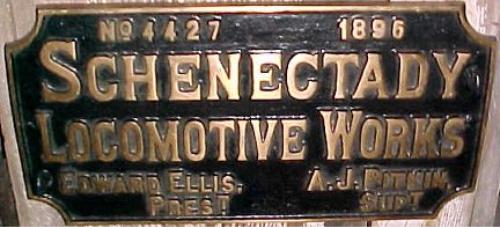 No 4427 1896
SCHENECTADY
LOCOMOTIVE WORKS
EDWARD ELLIS, A.J. PITKIN,
PREST SUPT